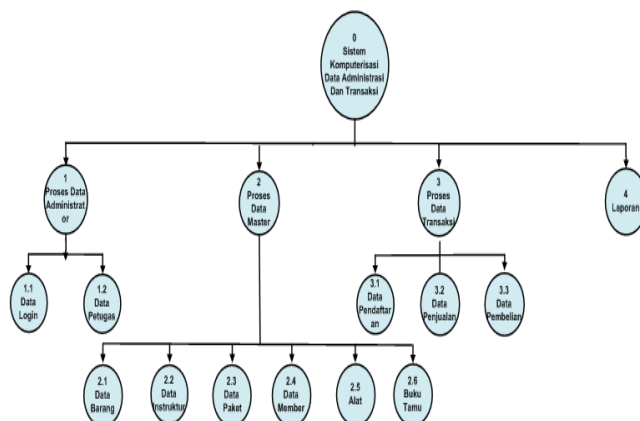 0
Sistem
Komputerisasi
Data Administrasi
Dan Transaksi
1
Proses Data
Administrat
or
2
Proses
Data
Master
3
Proses
Data
Transaksi
4
Laporan
1.1
Data
Login
1.2
Data
Petugas
3.1
Data
Pendaftar
an
3.2
Data
Penjualan
3.3
Data
Pembelian
2.1
Data
Barang
2.2
Data
Instruktur
2.3
Data
Paket
2.4
Data
Member
2.5
Alat
2.6
Buku
Tamu